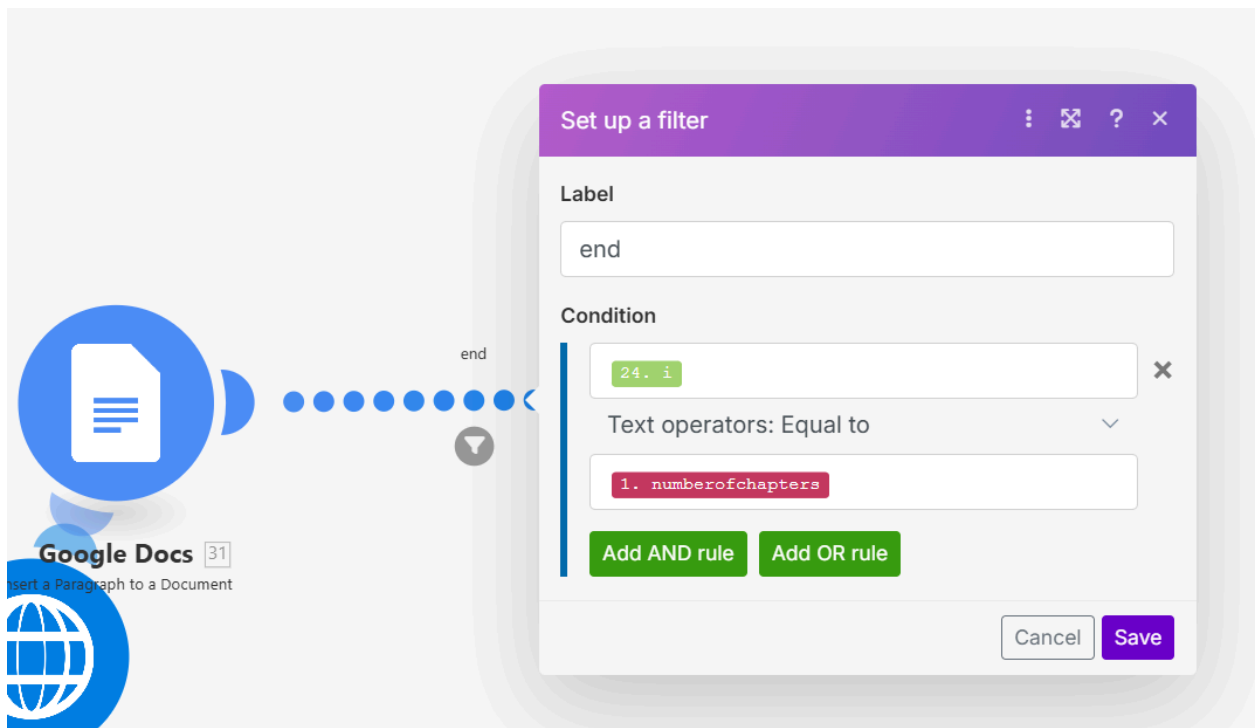 Set up a filter
?
Label
end
Condition
end
24. i
Text operators: Equal to
1. numberofchapters
Add AND rule Add OR rule
Google Docs 31
nsert a Paragraph to a Document
Cancel Save